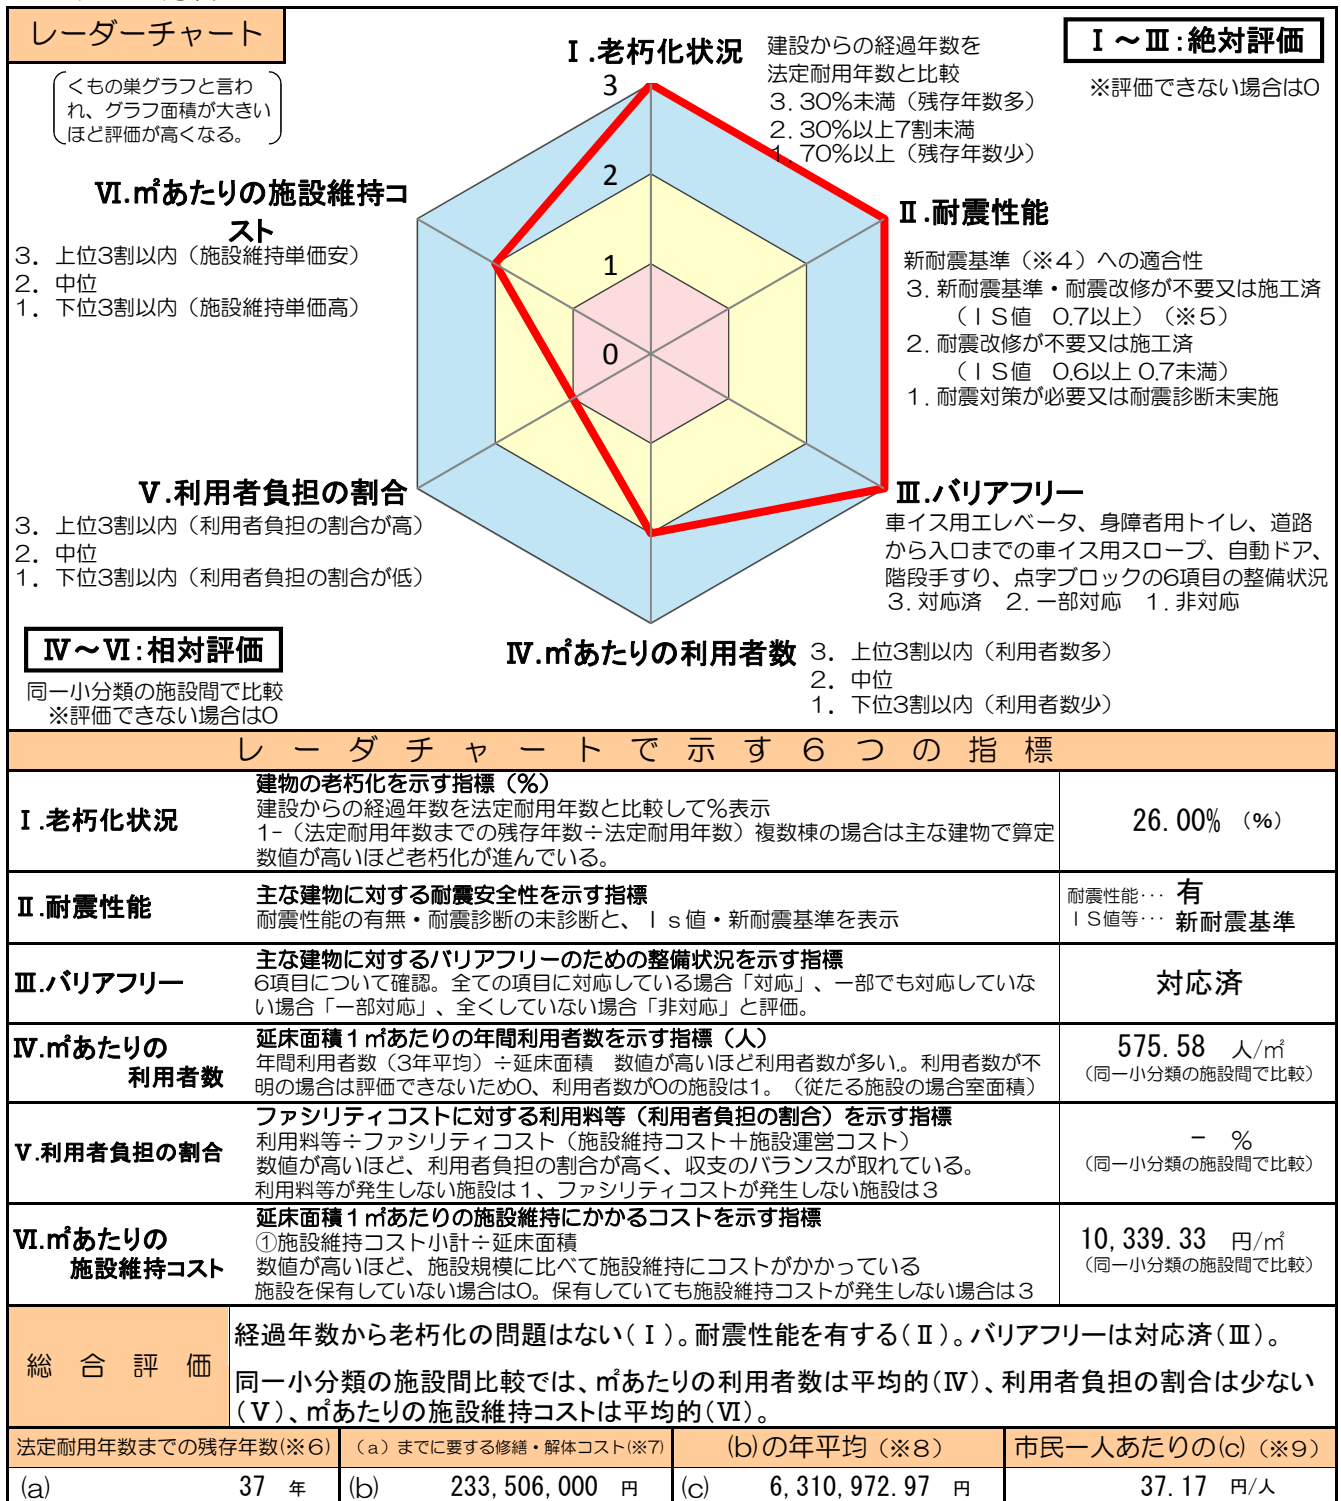 レーダーチャート
くもの巣グラフと言わ
れ、グラフ面積が大きい
ほど評価が高くなる。
Ⅰ～Ⅲ:絶対評価
※評価できない場合は0
Ⅰ.老朽化状況
建設からの経過年数を
法定耐用年数と比較
3. 30%未満（残存年数多）
2. 30%以上7割未満
1. 70%以上（残存年数少）
3
2
1
0
Ⅱ.耐震性能
新耐震基準（※４）への適合性
3. 新耐震基準・耐震改修が不要又は施工済
（ＩＳ値　0.7以上）（※５）
2. 耐震改修が不要又は施工済
（ＩＳ値　0.6以上 0.7未満）
1. 耐震対策が必要又は耐震診断未実施
Ⅵ.㎡あたりの施設維持コ
スト
3. 上位3割以内（施設維持単価安）
2. 中位
1. 下位3割以内（施設維持単価高）
Ⅴ.利用者負担の割合
3. 上位3割以内（利用者負担の割合が高）
2. 中位
1. 下位3割以内（利用者負担の割合が低）
Ⅲ.バリアフリー
車イス用エレベータ、身障者用トイレ、道路
から入口までの車イス用スロープ、自動ドア、
階段手すり、点字ブロックの6項目の整備状況
3. 対応済　2. 一部対応　1. 非対応
Ⅳ～Ⅵ:相対評価
同一小分類の施設間で比較
※評価できない場合は0
Ⅳ.㎡あたりの利用者数
3. 上位3割以内（利用者数多）
2. 中位
1. 下位3割以内（利用者数少）
レーダチャートで示す６つの指標
Ⅰ.老朽化状況
建物の老朽化を示す指標（%）
建設からの経過年数を法定耐用年数と比較して%表示
1-（法定耐用年数までの残存年数÷法定耐用年数）複数棟の場合は主な建物で算定
数値が高いほど老朽化が進んでいる。
26.00% （%）
Ⅱ.耐震性能
主な建物に対する耐震安全性を示す指標
耐震性能の有無・耐震診断の未診断と、Ｉｓ値・新耐震基準を表示
耐震性能… 有
ＩＳ値等… 新耐震基準
Ⅲ.バリアフリー
主な建物に対するバリアフリーのための整備状況を示す指標
6項目について確認。全ての項目に対応している場合「対応」、一部でも対応していな
い場合「一部対応」、全くしていない場合「非対応」と評価。
対応済
Ⅳ.㎡あたりの
利用者数
延床面積１㎡あたりの年間利用者数を示す指標（人）
年間利用者数（3年平均）÷延床面積　数値が高いほど利用者数が多い。利用者数が不
明の場合は評価できないため0、利用者数が0の施設は1。（従たる施設の場合室面積）
575.58 人/㎡
（同一小分類の施設間で比較）
Ⅴ.利用者負担の割合
ファシリティコストに対する利用料等（利用者負担の割合）を示す指標
利用料等÷ファシリティコスト（施設維持コスト＋施設運営コスト）
数値が高いほど、利用者負担の割合が高く、収支のバランスが取れている。
利用料等が発生しない施設は１、ファシリティコストが発生しない施設は３
- %
（同一小分類の施設間で比較）
Ⅵ.㎡あたりの
施設維持コスト
延床面積１㎡あたりの施設維持にかかるコストを示す指標
①施設維持コスト小計÷延床面積
数値が高いほど、施設規模に比べて施設維持にコストがかかっている
施設を保有していない場合は0。保有していても施設維持コストが発生しない場合は３
10,339.33 円/㎡
（同一小分類の施設間で比較）
総合評価
経過年数から老朽化の問題はない(Ⅰ)。耐震性能を有する(Ⅱ)。バリアフリーは対応済(Ⅲ)。
同一小分類の施設間比較では、㎡あたりの利用者数は平均的(Ⅳ)、利用者負担の割合は少ない
(Ⅴ)、㎡あたりの施設維持コストは平均的(Ⅵ)。
法定耐用年数までの残存年数(※６)
（a）までに要する修繕・解体コスト(※７)
(b)の年平均（※８）
市民一人あたりの(c)（※９）
(a) 37 年
(b) 233,506,000 円
(c) 6,310,972.97 円
37.17 円/人